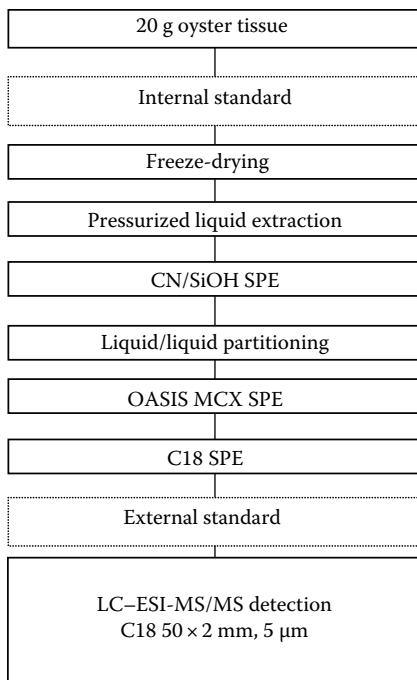 20 g oyster tissue
Internal standard
Freeze-drying
Pressurized liquid extraction
CN/SiOH SPE
Liquid/liquid partitioning
OASIS MCX SPE
C18 SPE
External standard
LC–ESI-MS/MS detection
C18 50 × 2 mm, 5 μm